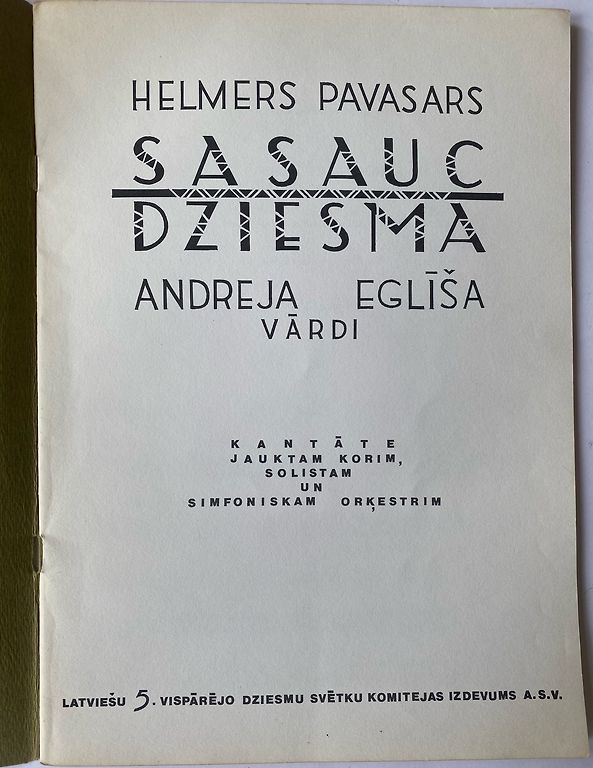 HELMERS PAVASARS
SASAUC
DZIESMA
ANDREJA EGLĪŠA
VĀRDI
KANTĀTE
JAUKTAM KORIM,
SOLISTAM
UN
SIMFONISKAM ORĶESTRIM
LATVIEŠU 5. VISPĀRĒJO DZIESMU SVĒTKU KOMITEJAS IZDEVUMS A.S.V.